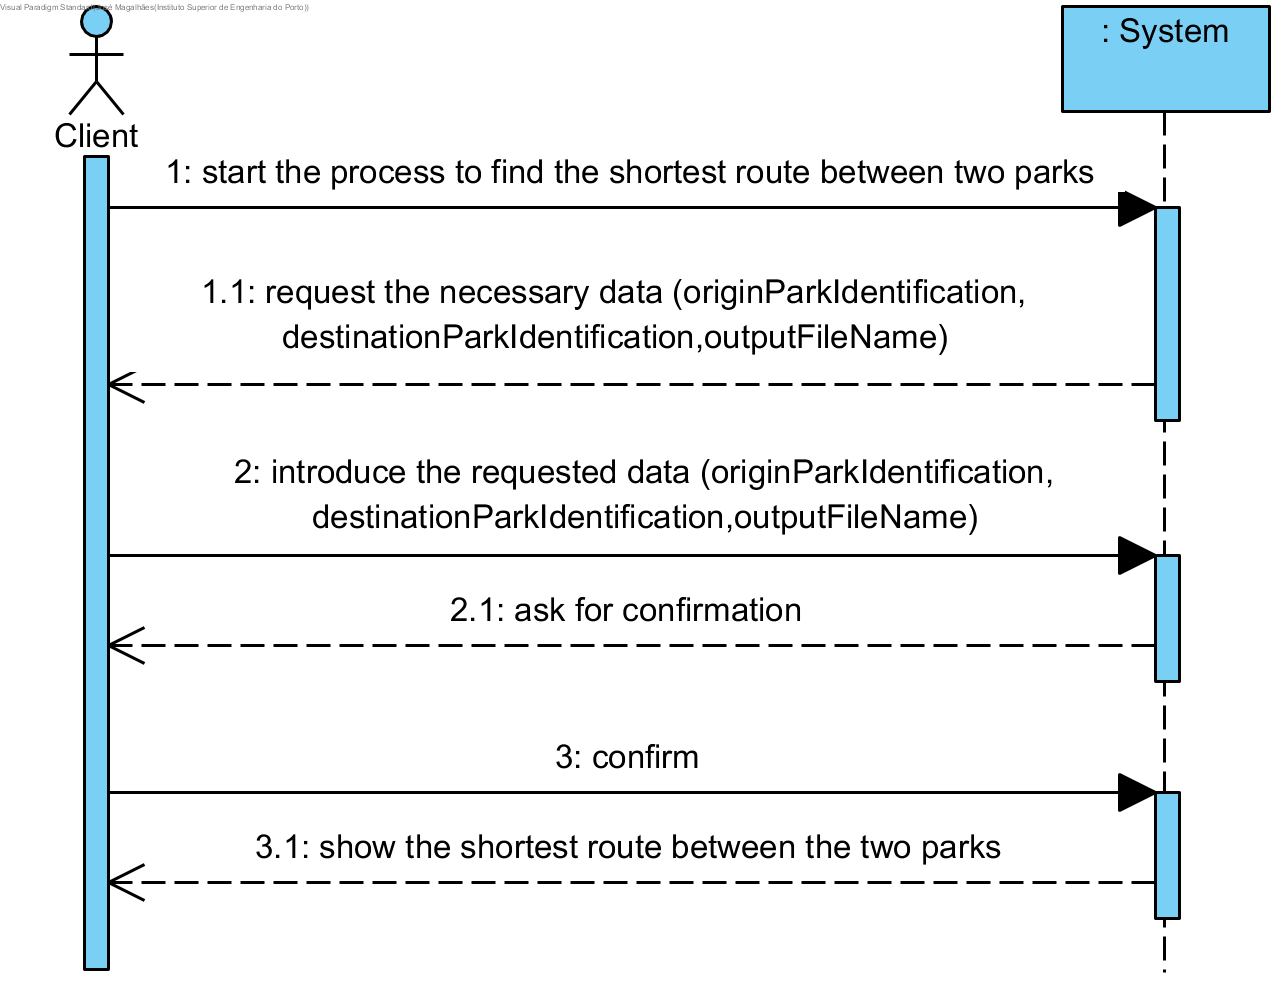 Visual Paradigm Standard(José Magalhães(Instituto Superior de Engenharia do Porto))
: System
Client
1: start the process to find the shortest route between two parks
1.1: request the necessary data (originParkIdentification,
destinationParkIdentification,outputFileName)
2: introduce the requested data (originParkIdentification,
destinationParkIdentification,outputFileName)
2.1: ask for confirmation
3: confirm
3.1: show the shortest route between the two parks